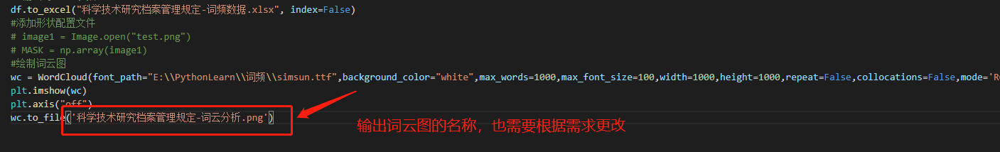 df.to_excel("科学技术研究档案管理规定-词频数据.xlsx", index=False)
#添加形状配置文件
# image1 = Image.open("test.png")
# MASK = np.array(image1)
#绘制词云图
wc = WordCloud(font_path="E:\\PythonLearn\\词频\\simsun.ttf",background_color="white",max_words=1000,max_font_size=100,width=1000,height=1000,repeat=False,collocations=False,mode='R
plt.imshow(wc)
plt.axis("off")
wc.to_file('科学技术研究档案管理规定-词云分析.png')
输出词云图的名称，也需要根据需求更改